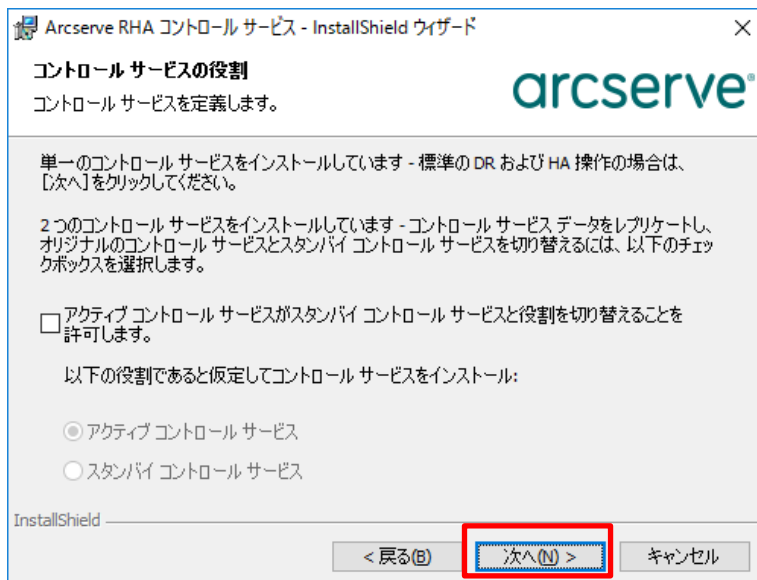 Arcserve RHA コントロール サービス - InstallShield ウィザード
コントロール サービスの役割
コントロール サービスを定義します。
arcserve®
単一のコントロール サービスをインストールしています - 標準の DR および HA 操作の場合は、
[次へ] をクリックしてください。
2 つのコントロール サービスをインストールしています - コントロール サービス データをレプリケートし、
オリジナルのコントロール サービスとスタンバイ コントロール サービスを切り替えるには、以下のチェッ
クボックスを選択します。
アクティブ コントロール サービスがスタンバイ コントロール サービスと役割を切り替えることを
許可します。
以下の役割であると仮定してコントロール サービスをインストール:
アクティブ コントロール サービス
スタンバイ コントロール サービス
InstallShield
< 戻る(B)
次へ(N) >
キャンセル